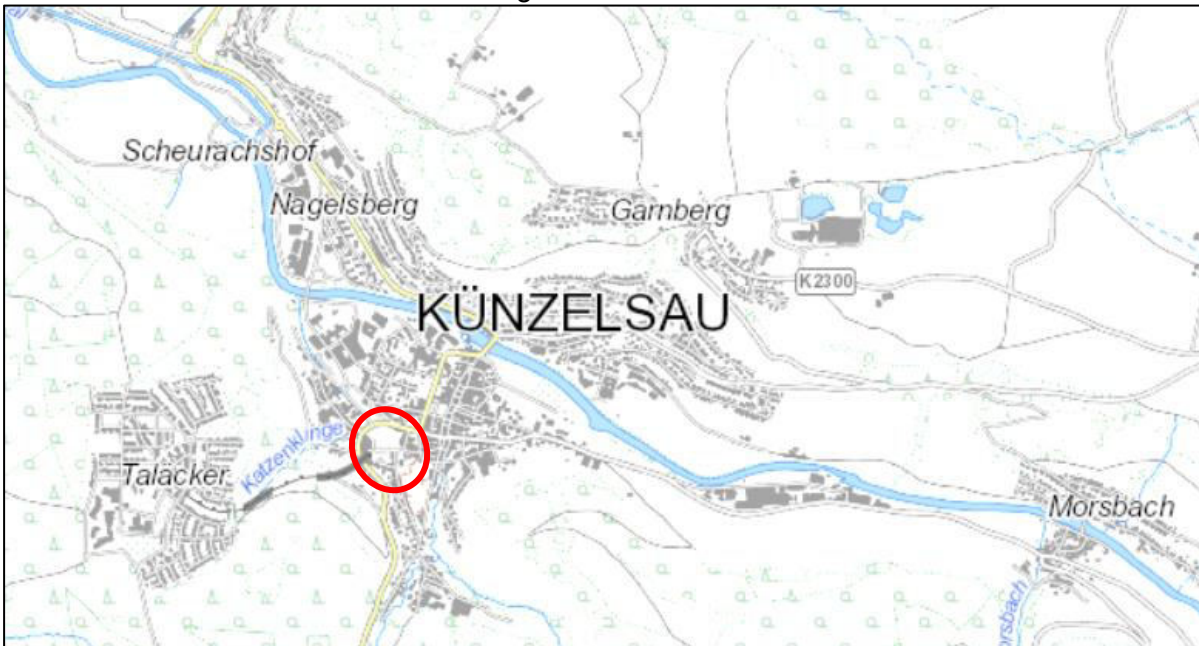 Scheurachshof
Nagelsberg
Garnberg
K2300
KÜNZELSAU
Katzenklinge
Talacker
Morsbach